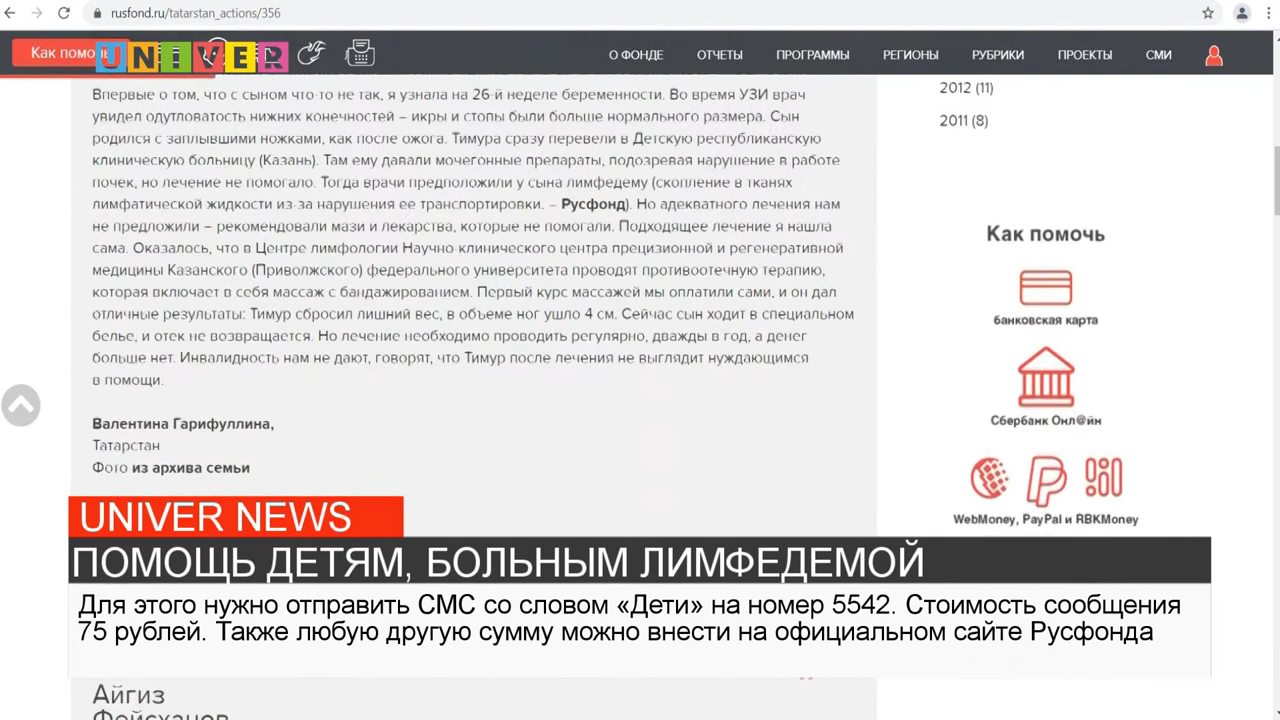 rusfond.ru/tatarstan_actions/356
Как помо
UNIVER
О ФОНДЕ ОТЧЕТЫ ПРОГРАММЫ РЕГИОНЫ РУБРИКИ ПРОЕКТЫ СМИ
Впервые о том, что с сыном что-то не так, я узнала на 26-й неделе беременности. Во время УЗИ врач
увидел одутловатость нижних конечностей – икры и стопы были больше нормального размера. Сын
родился с заплывшими ножками, как после ожога. Тимура сразу перевели в Детскую республиканскую
клиническую больницу (Казань). Там ему давали мочегонные препараты, подозревая нарушение в работе
почек, но лечение не помогало. Тогда врачи предположили у сына лимфедему (скопление в тканях
лимфатической жидкости из-за нарушения ее транспортировки. – Русфонд). Но адекватного лечения нам
не предложили – рекомендовали мази и лекарства, которые не помогали. Подходящее лечение я нашла
сама. Оказалось, что в Центре лимфологии Научно-клинического центра прецизионной и регенеративной
медицины Казанского (Приволжского) федерального университета проводят противоотечную терапию,
которая включает в себя массаж с бандажированием. Первый курс массажей мы оплатили сами, и он дал
отличные результаты: Тимур сбросил лишний вес, в объеме ног ушло 4 см. Сейчас сын ходит в специальном
белье, и отек не возвращается. Но лечение необходимо проводить регулярно, дважды в год, а денег
больше нет. Инвалидность нам не дают, говорят, что Тимур после лечения не выглядит нуждающимся
в помощи.
Валентина Гарифуллина,
Татарстан
Фото из архива семьи
2012 (11)
2011 (8)
Как помочь
банковская карта
Сбербанк Онл@йн
WebMoney, PayPal и RBKMoney
UNIVER NEWS
ПОМОЩЬ ДЕТЯМ, БОЛЬНЫМ ЛИМФЕДЕМОЙ
Для этого нужно отправить СМС со словом «Дети» на номер 5542. Стоимость сообщения
75 рублей. Также любую другую сумму можно внести на официальном сайте Русфонда
Айгиз